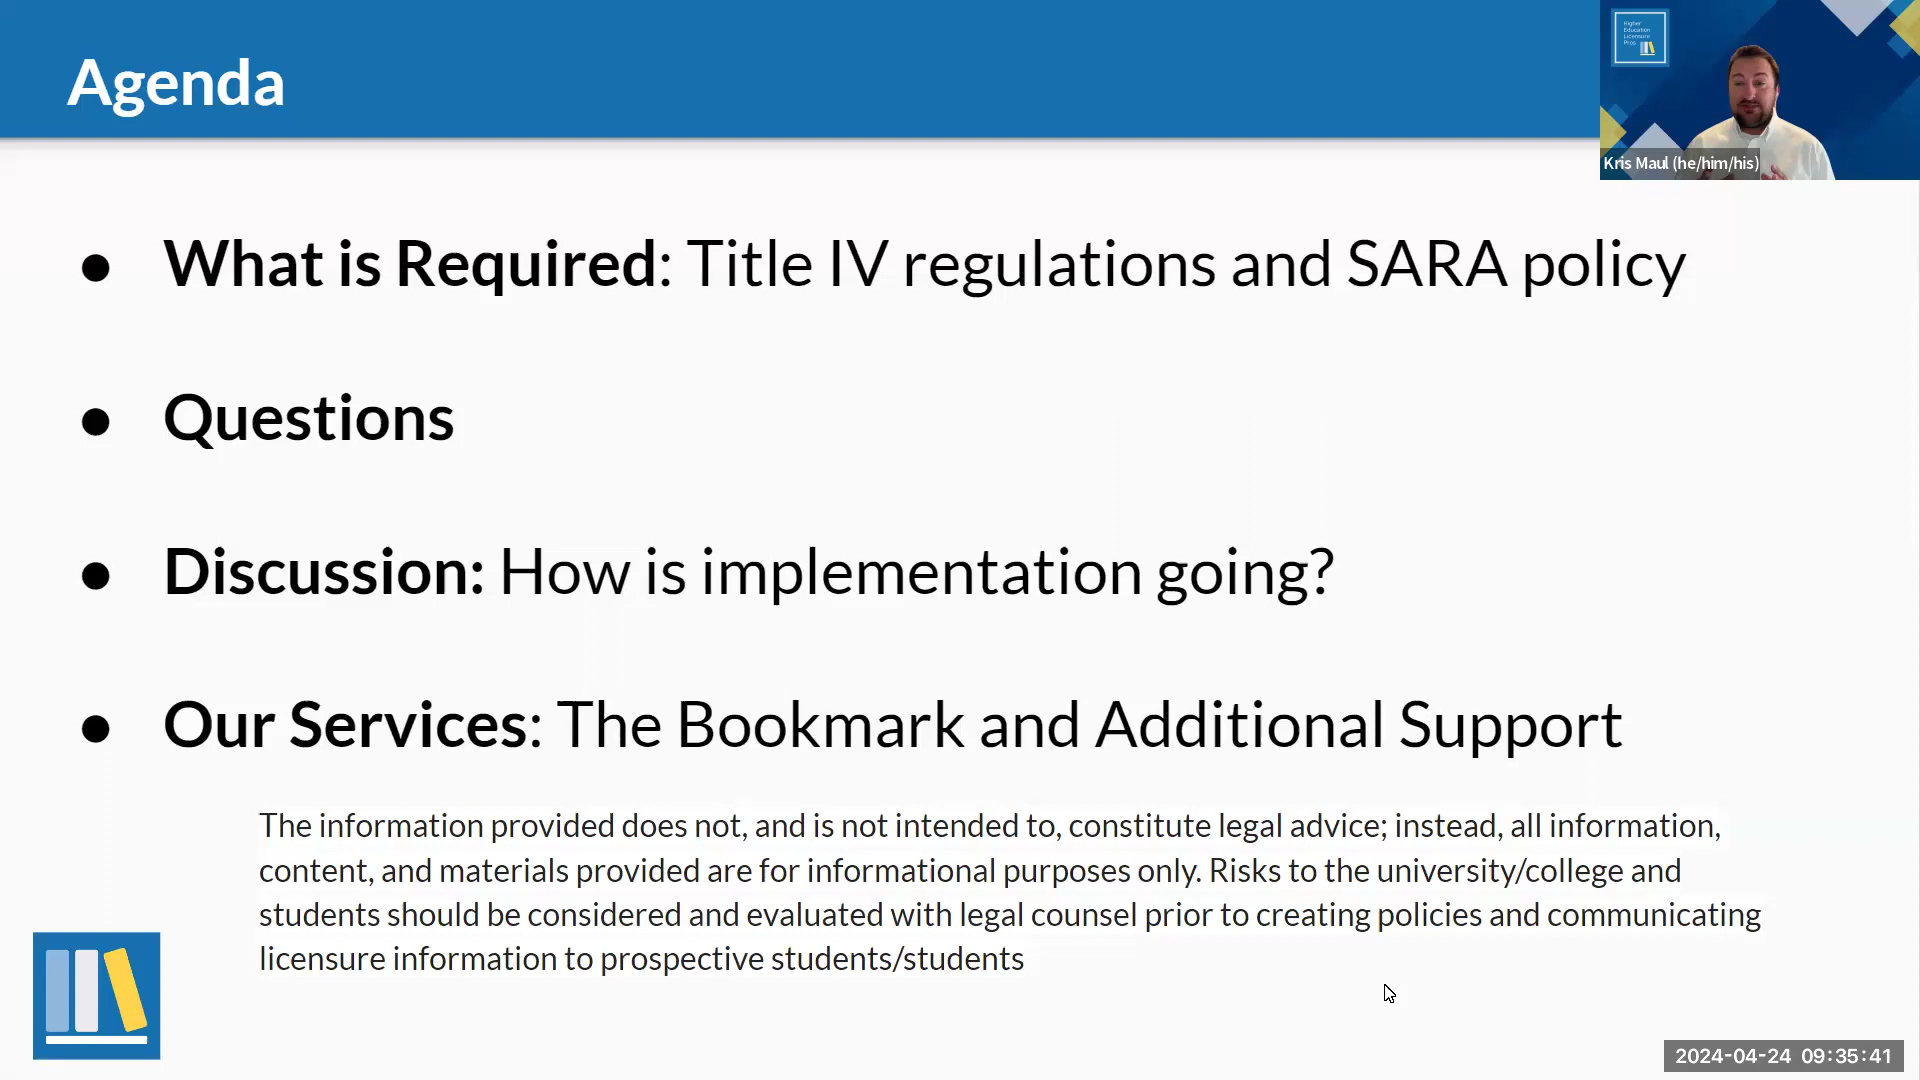 Agenda
Higher
Education
Licensure
Pros
Kris Maul (he/him/his)
● What is Required: Title IV regulations and SARA policy
● Questions
● Discussion: How is implementation going?
● Our Services: The Bookmark and Additional Support
The information provided does not, and is not intended to, constitute legal advice; instead, all information,
content, and materials provided are for informational purposes only. Risks to the university/college and
students should be considered and evaluated with legal counsel prior to creating policies and communicating
licensure information to prospective students/students
2024-04-24 09:35:41